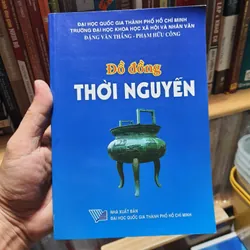 ĐẠI HỌC QUỐC GIA THÀNH PHỐ HỒ CHÍ MINH
TRƯỜNG ĐẠI HỌC KHOA HỌC XÃ HỘI VÀ NHÂN VĂN
ĐẶNG VĂN THẮNG - PHẠM HỮU CÔNG
Đồ đồng
THỜI NGUYỄN
NHÀ XUẤT BẢN
ĐẠI HỌC QUỐC GIA THÀNH PHỐ HỒ CHÍ MINH